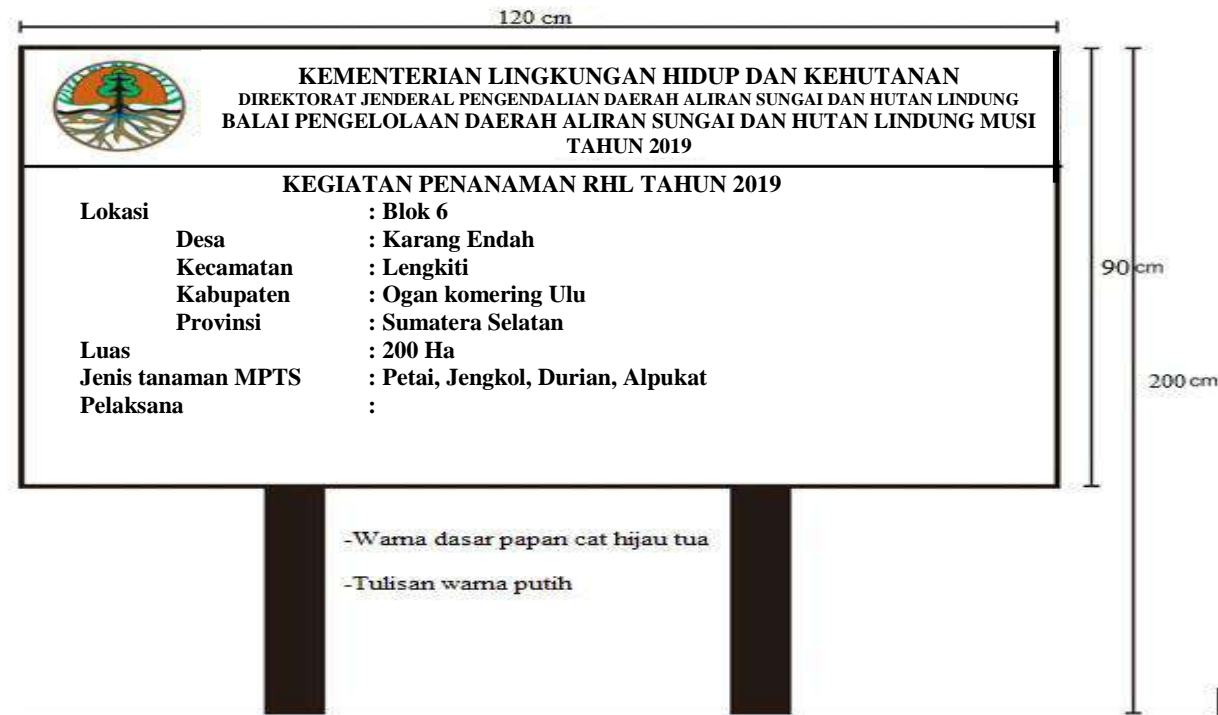 120 cm
KEMENTERIAN LINGKUNGAN HIDUP DAN KEHUTANAN
DIREKTORAT JENDERAL PENGENDALIAN DAERAH ALIRAN SUNGAI DAN HUTAN LINDUNG
BALAI PENGELOLAAN DAERAH ALIRAN SUNGAI DAN HUTAN LINDUNG MUSI
TAHUN 2019
KEGIATAN PENANAMAN RHL TAHUN 2019
Lokasi : Blok 6
Desa : Karang Endah
Kecamatan : Lengkiti
Kabupaten : Ogan komering Ulu
Provinsi : Sumatera Selatan
Luas : 200 Ha
Jenis tanaman MPTS : Petai, Jengkol, Durian, Alpukat
Pelaksana :
90 cm
200 cm
-Warna dasar papan cat hijau tua
-Tulisan warna putih